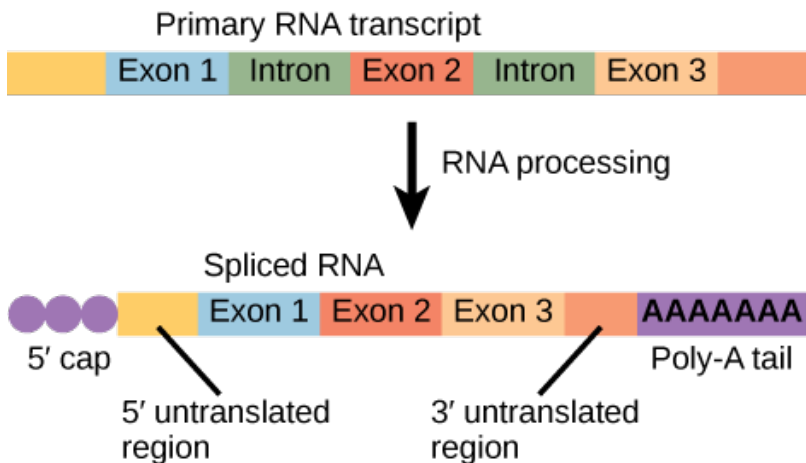 Primary RNA transcript
Exon 1 Intron Exon 2 Intron Exon 3
RNA processing
Spliced RNA
Exon 1 Exon 2 Exon 3 AAAAAAA
5′ cap Poly-A tail
5′ untranslated
region
3′ untranslated
region